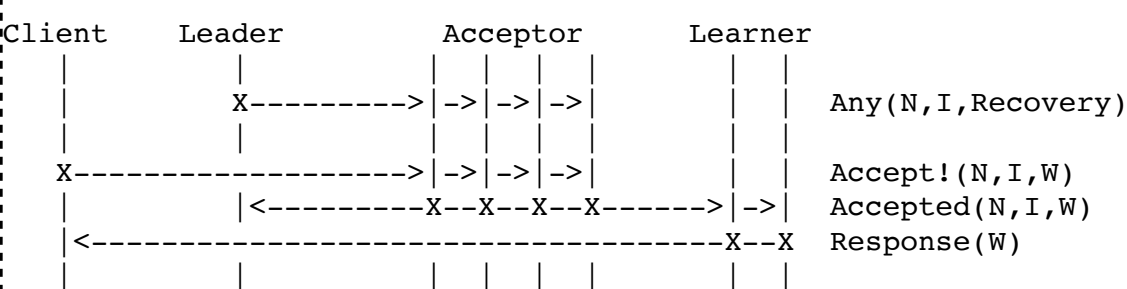 Client    Leader         Acceptor      Learner
   |         |          |  |  |  |       |  |
   |         X--------->|->|->|->|       |  |  Any(N,I,Recovery)
   |         |          |  |  |  |       |  |
   X------------------->|->|->|->|       |  |  Accept!(N,I,W)
   |         |<---------X--X--X--X------>|->|  Accepted(N,I,W)
   |<------------------------------------X--X  Response(W)
   |         |          |  |  |  |       |  |